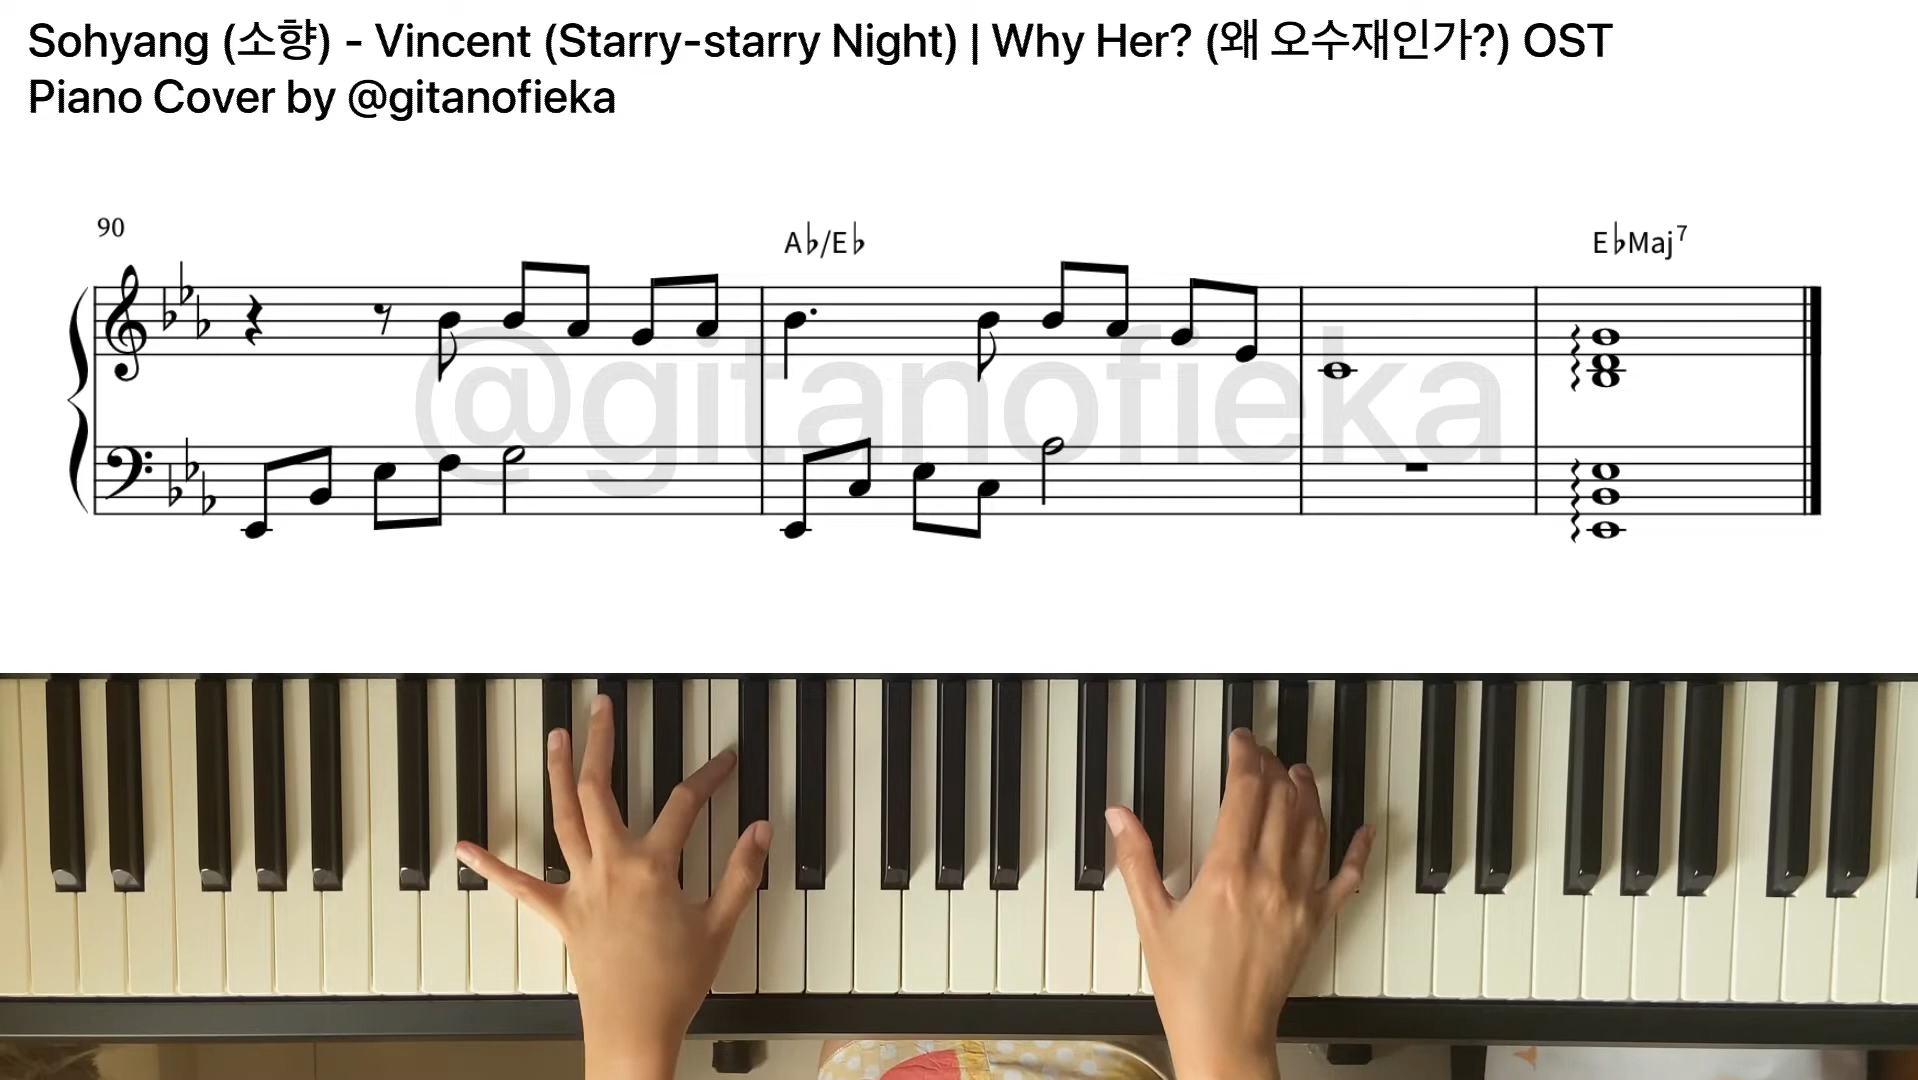 Sohyang (소향) - Vincent (Starry-starry Night) | Why Her? (왜 오수재인가?) OST
Piano Cover by @gitanofieka
90
A♭/E♭
E♭Maj7
@gitanofieka